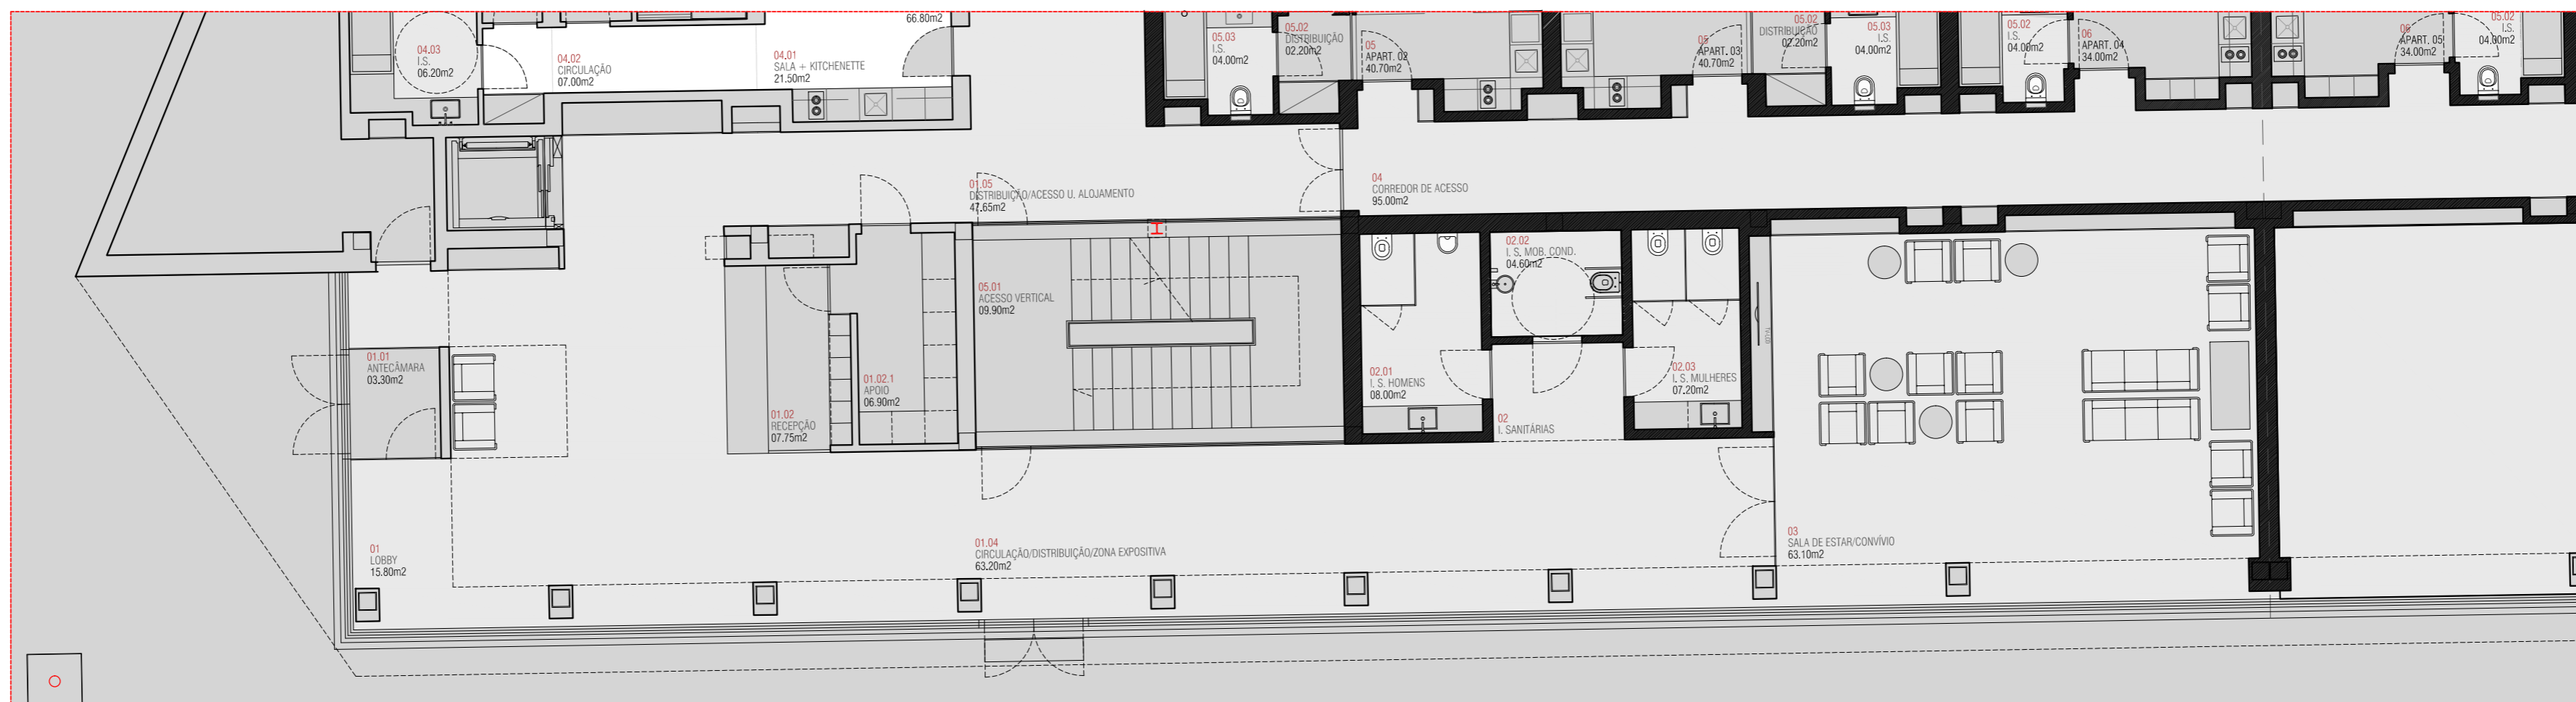 66.80m2
04.03
I.S.
06.20m2
04.02
CIRCULAÇÃO
07.00m2
04.01
SALA + KITCHENETTE
21.50m2
05.03
I.S.
04.00m2
05.02
DISTRIBUIÇÃO
02.20m2
05
APART. 02
40.70m2
05
APART. 03
40.70m2
05.02
DISTRIBUIÇÃO
02.20m2
05.03
I.S.
04.00m2
05.02
I.S.
04.00m2
06
APART. 04
34.00m2
06
APART. 05
34.00m2
05.02
I.S.
04.00m2
01.05
DISTRIBUIÇÃO/ACESSO U. ALOJAMENTO
47.65m2
04
CORREDOR DE ACESSO
95.00m2
05.01
ACESSO VERTICAL
09.90m2
02.02
I. S. MOB. COND.
04.60m2
01.01
ANTECÂMARA
03.30m2
01.02.1
APOIO
06.90m2
01.02
RECEPÇÃO
07.75m2
02.01
I. S. HOMENS
08.00m2
02.03
I. S. MULHERES
07.20m2
02
I. SANITÁRIAS
01
LOBBY
15.80m2
01.04
CIRCULAÇÃO/DISTRIBUIÇÃO/ZONA EXPOSITIVA
63.20m2
03
SALA DE ESTAR/CONVÍVIO
63.10m2